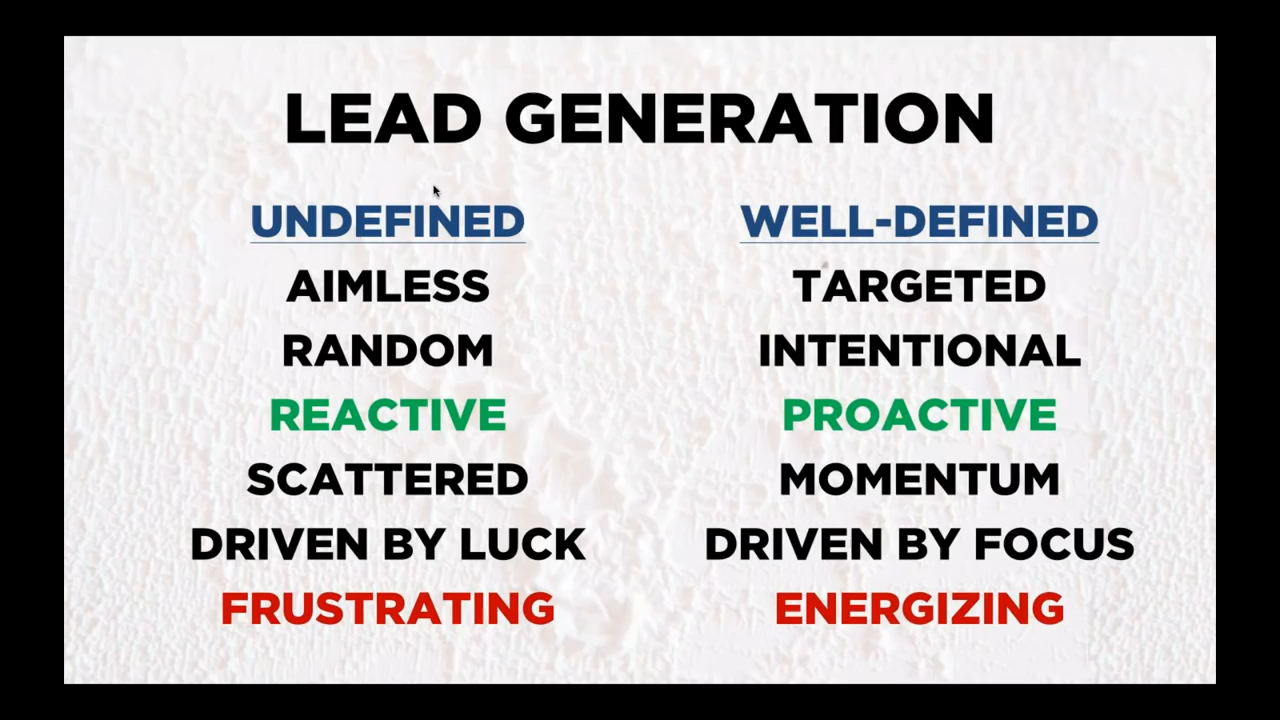 LEAD GENERATION
UNDEFINED
AIMLESS
RANDOM
REACTIVE
SCATTERED
DRIVEN BY LUCK
FRUSTRATING
WELL-DEFINED
TARGETED
INTENTIONAL
PROACTIVE
MOMENTUM
DRIVEN BY FOCUS
ENERGIZING